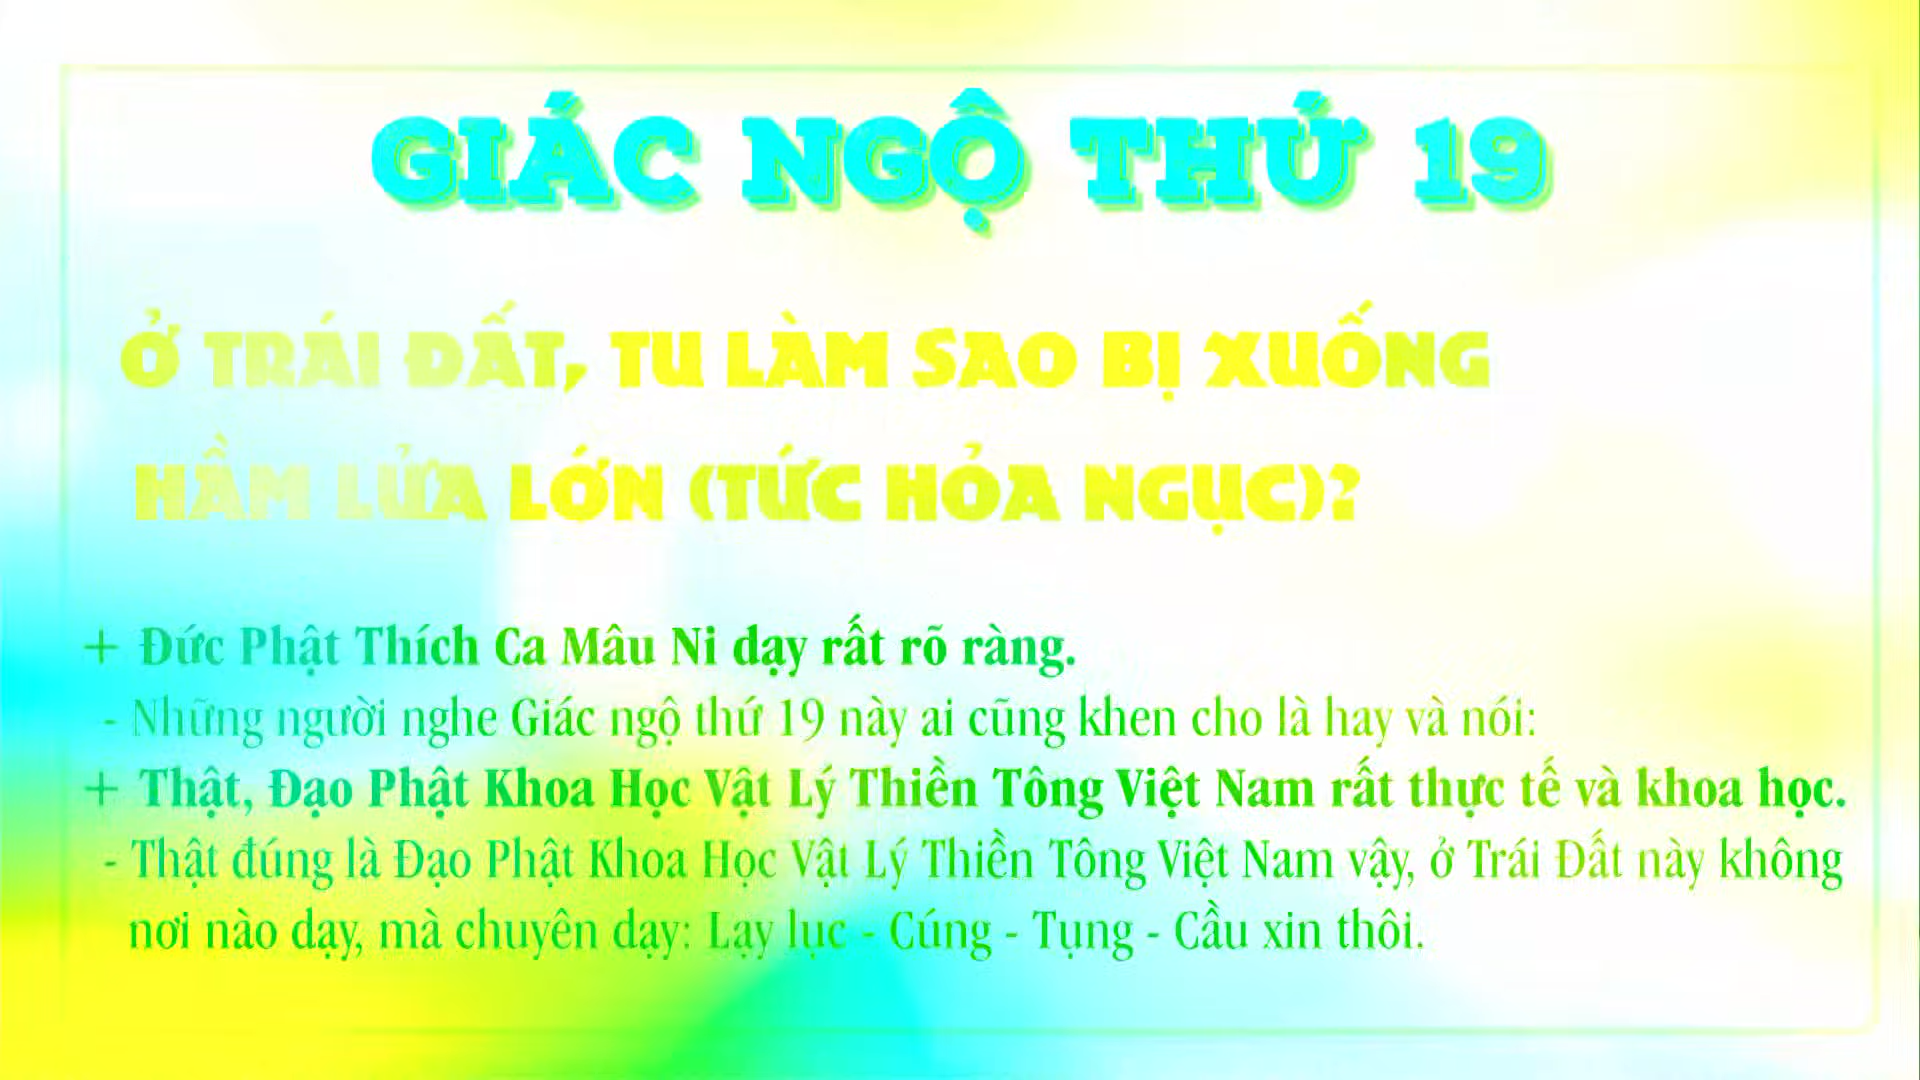 GIÁC NGỘ THỨ 19
Ở TRÁI ĐẤT, TU LÀM SAO BỊ XUỐNG
HẦM LỬA LỚN (TỨC HỎA NGỤC)?
+ Đức Phật Thích Ca Mâu Ni dạy rất rõ ràng.
- Những người nghe Giác ngộ thứ 19 này ai cũng khen cho là hay và nói:
+ Thật, Đạo Phật Khoa Học Vật Lý Thiền Tông Việt Nam rất thực tế và khoa học.
- Thật đúng là Đạo Phật Khoa Học Vật Lý Thiền Tông Việt Nam vậy, ở Trái Đất này không
nơi nào dạy, mà chuyên dạy: Lạy lục - Cúng - Tụng - Cầu xin thôi.